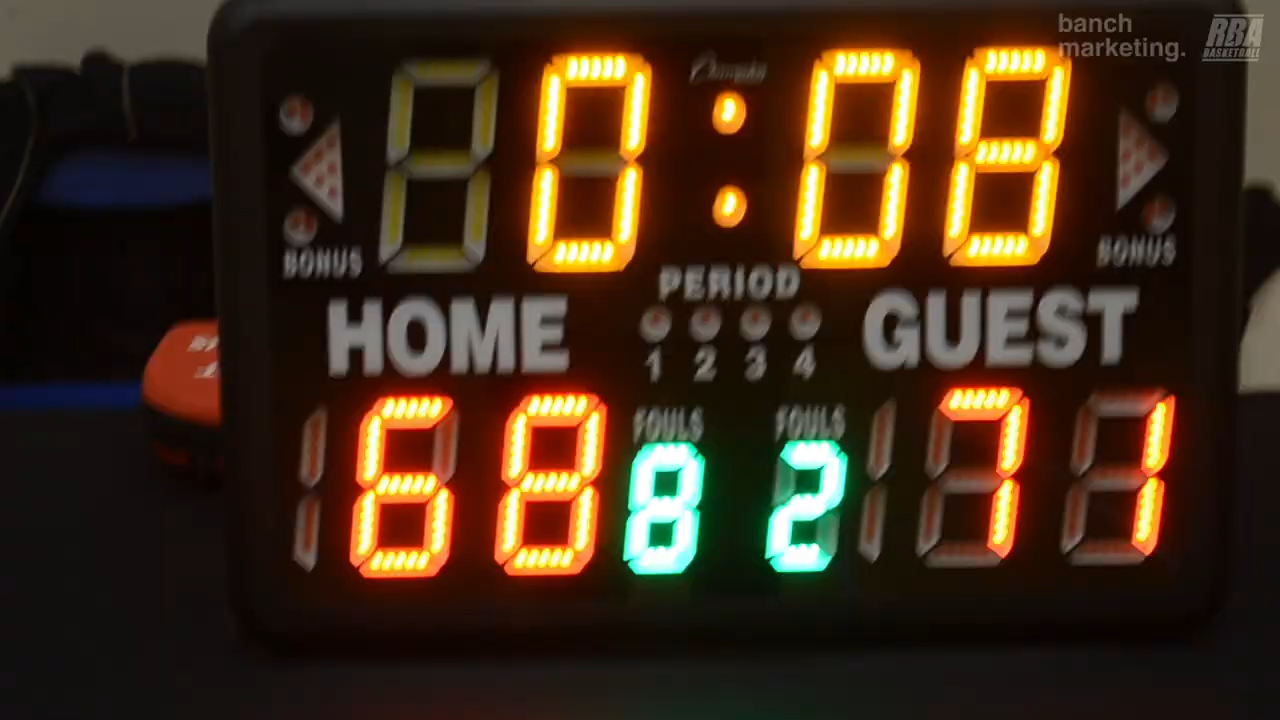 banch
marketing.
RBA
BASKETBALL
Champion
0:08
BONUS
BONUS
PERIOD
HOME
GUEST
1 2 3 4
FOULS
FOULS
68
8
2
71